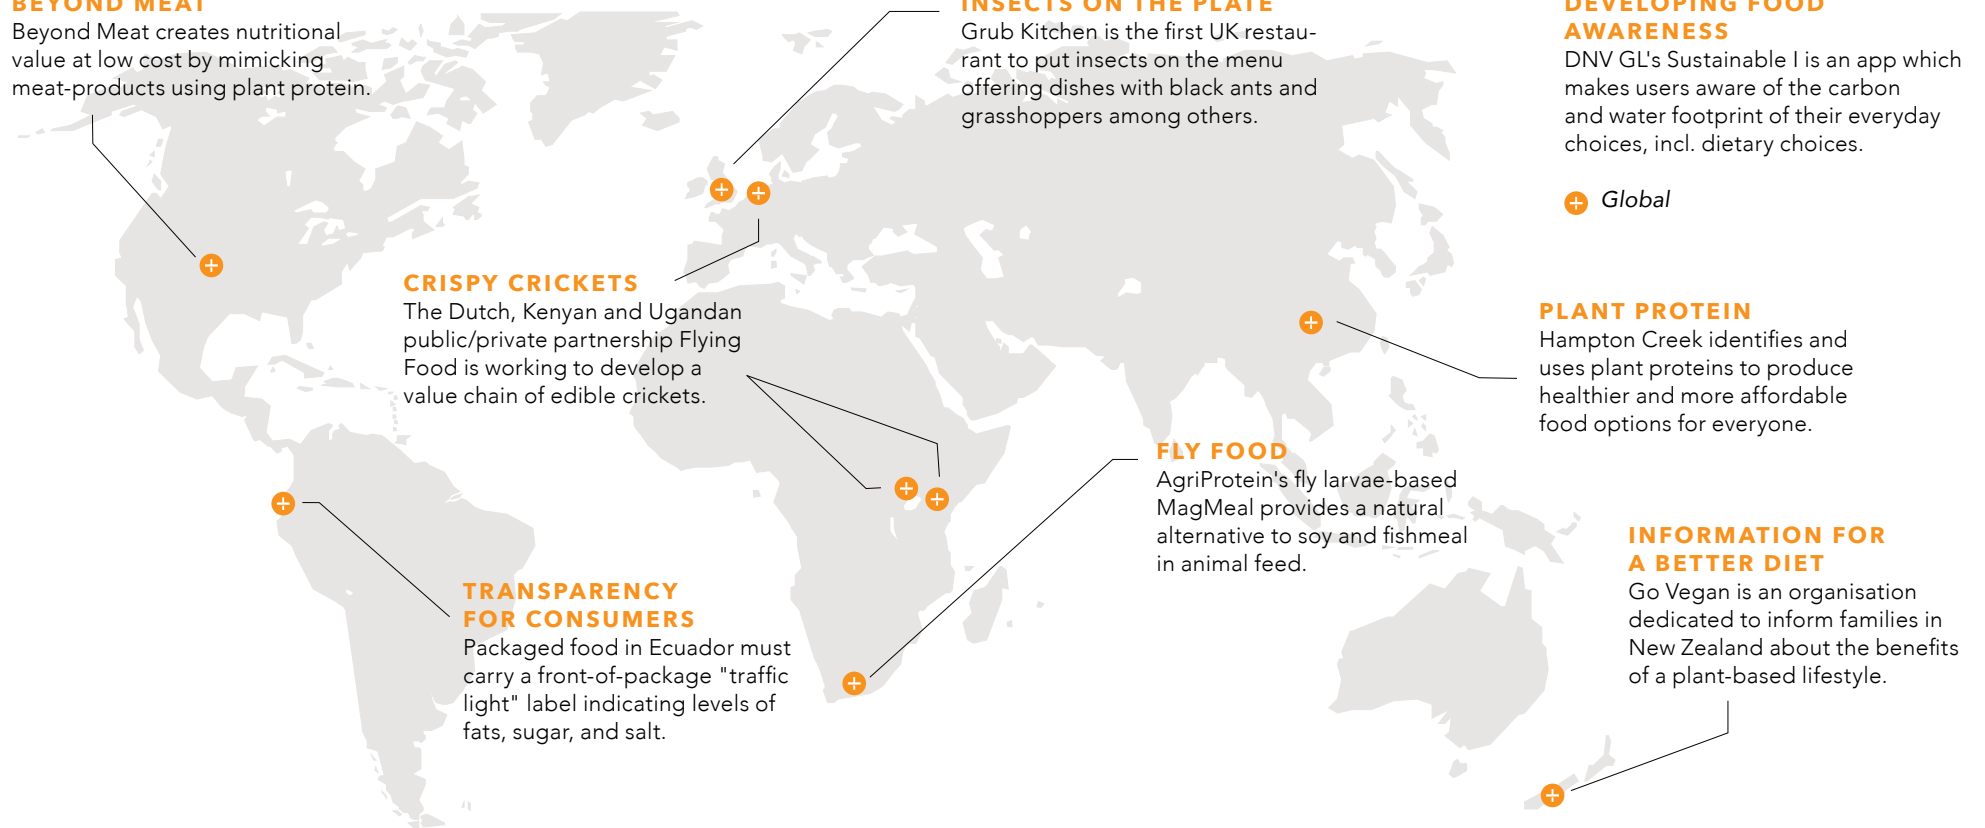 BEYOND MEAT
Beyond Meat creates nutritional
value at low cost by mimicking
meat-products using plant protein.
INSECTS ON THE PLATE
Grub Kitchen is the first UK restau-
rant to put insects on the menu
offering dishes with black ants and
grasshoppers among others.
DEVELOPING FOOD
AWARENESS
DNV GL's Sustainable I is an app which
makes users aware of the carbon
and water footprint of their everyday
choices, incl. dietary choices.
Global
CRISPY CRICKETS
The Dutch, Kenyan and Ugandan
public/private partnership Flying
Food is working to develop a
value chain of edible crickets.
PLANT PROTEIN
Hampton Creek identifies and
uses plant proteins to produce
healthier and more affordable
food options for everyone.
FLY FOOD
AgriProtein's fly larvae-based
MagMeal provides a natural
alternative to soy and fishmeal
in animal feed.
INFORMATION FOR
A BETTER DIET
Go Vegan is an organisation
dedicated to inform families in
New Zealand about the benefits
of a plant-based lifestyle.
TRANSPARENCY
FOR CONSUMERS
Packaged food in Ecuador must
carry a front-of-package "traffic
light" label indicating levels of
fats, sugar, and salt.